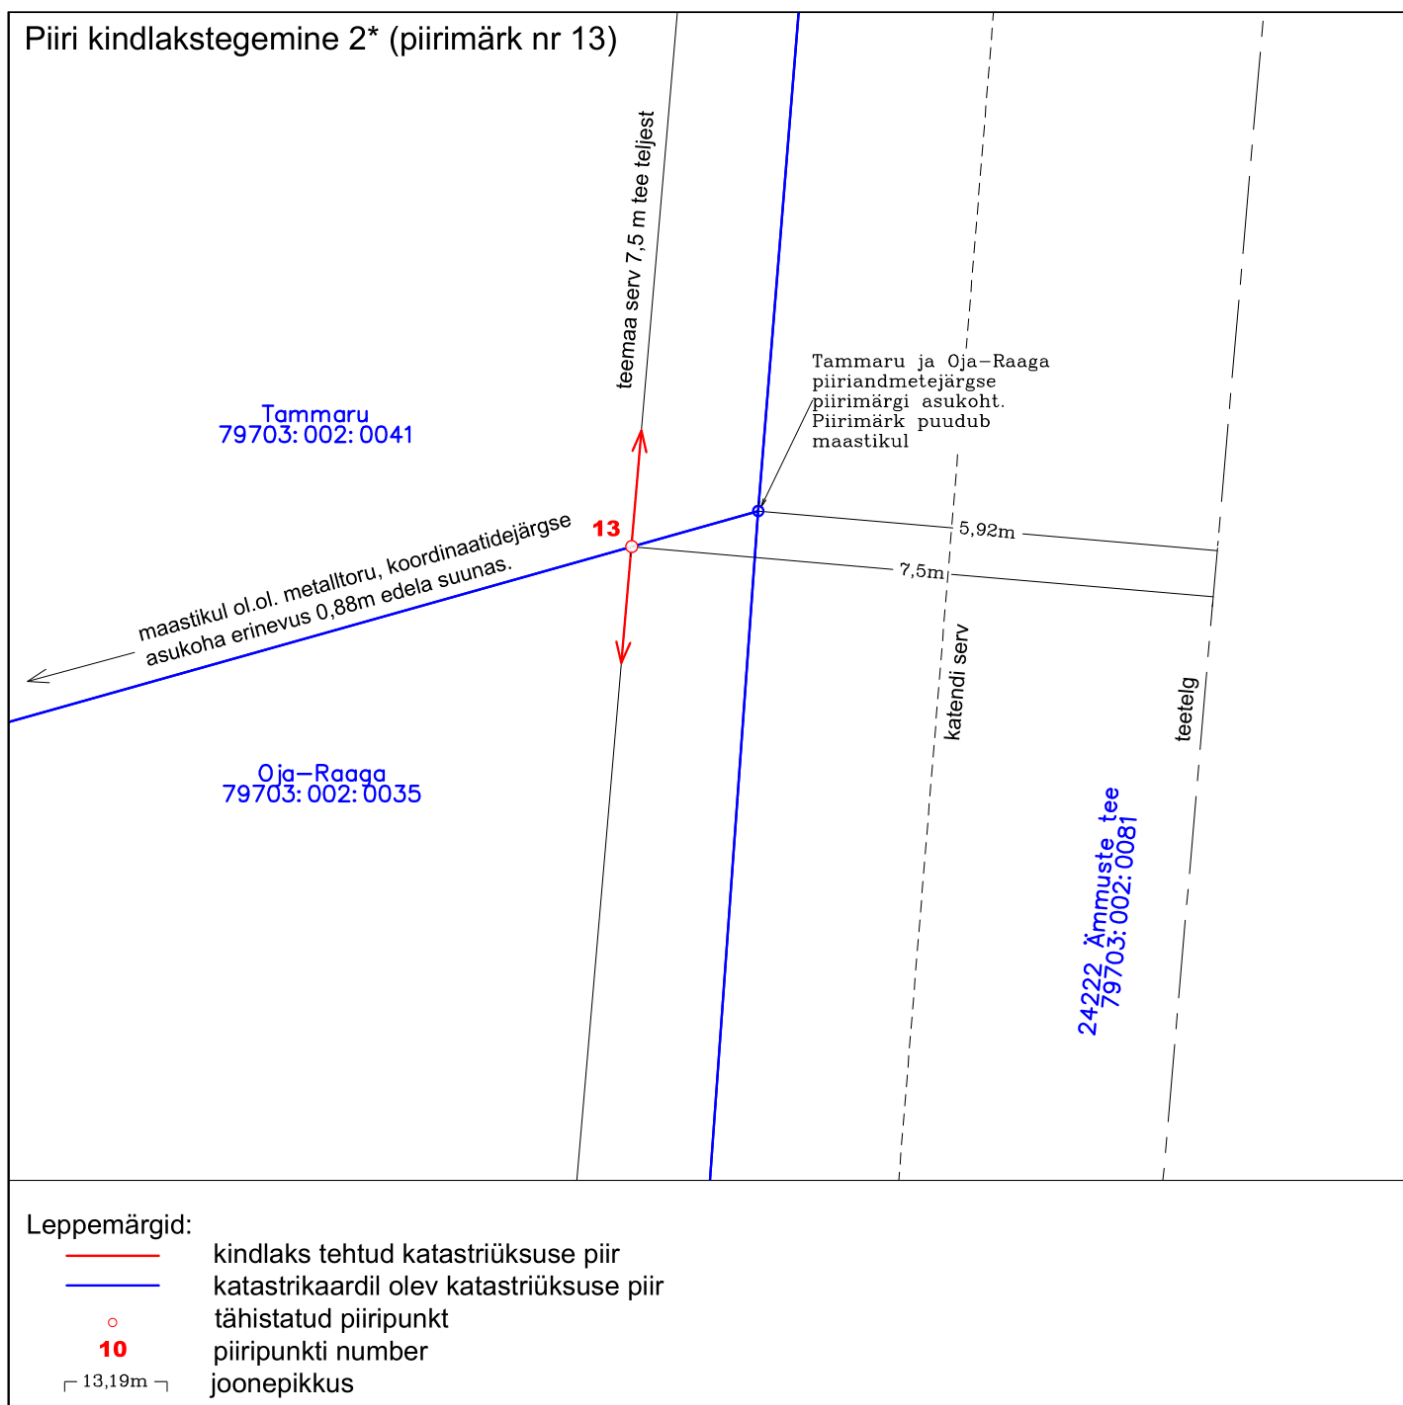 Piiri kindlakstegemine 2* (piirimärk nr 13)
teemaa serv 7,5 m tee teljest
Tammaru ja Oja-Raaga
piiriandmetejärgse
piirimärgi asukoht.
Piirimärk puudub
maastikul
Tammaru
79703:002:0041
13
5,92m
7,5m
maastikul ol.ol. metalltoru, koordinaatidejärgse
asukoha erinevus 0,88m edela suunas.
katendi serv
teetelg
Oja-Raaga
79703:002:0035
24222 Ämmuste tee
79703:002:0081
Leppemärgid:
kindlaks tehtud katastriüksuse piir
katastrikaardil olev katastriüksuse piir
tähistatud piiripunkt
10 piiripunkti number
13,19m joonepikkus